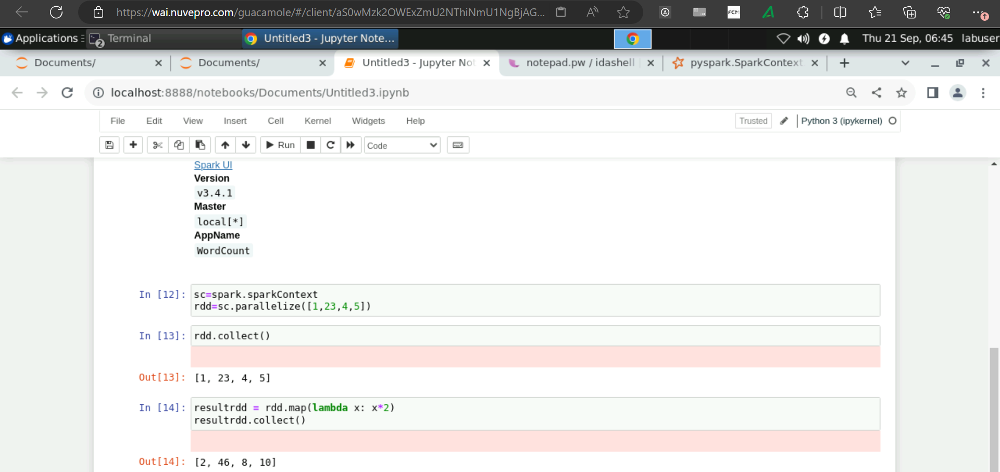 https://wai.nuvepro.com/guacamole/#/client/aS0wMzk2OWExZmU2NThiNmU1NgBjAG...
Applications
2
Terminal
Untitled3 - Jupyter Note...
Thu 21 Sep, 06:45 labuser
Documents/
Documents/
Untitled3 - Jupyter Not
notepad.pw / idashell
pyspark.SparkContext
localhost:8888/notebooks/Documents/Untitled3.ipynb
File Edit View Insert Cell Kernel Widgets Help
Trusted
Python 3 (ipykernel)
Run
Code
Spark UI
Version
v3.4.1
Master
local[*]
AppName
WordCount
In [12]: sc=spark.sparkContext
rdd=sc.parallelize([1,23,4,5])
In [13]: rdd.collect()
Out[13]: [1, 23, 4, 5]
In [14]: resultrdd = rdd.map(lambda x: x*2)
resultrdd.collect()
Out[14]: [2, 46, 8, 10]